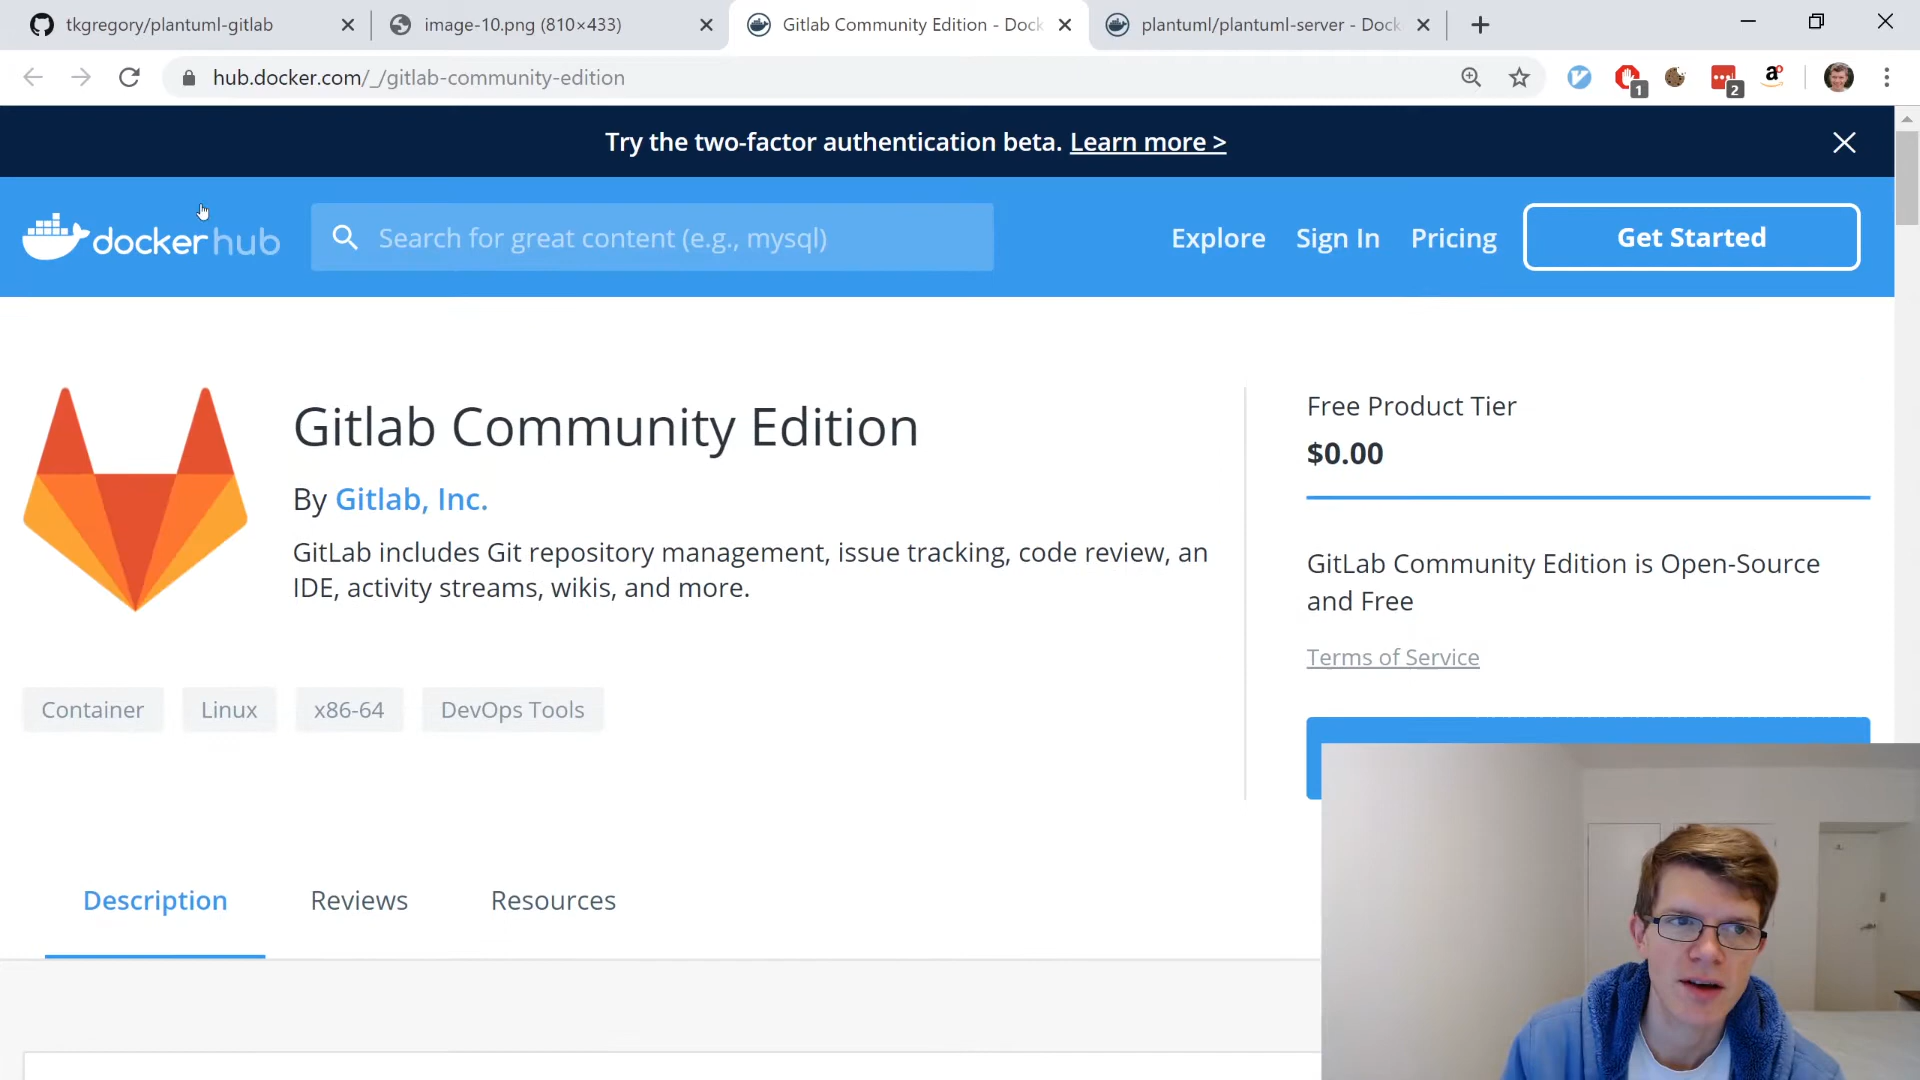 tkgregory/plantuml-gitlab
image-10.png (810×433)
Gitlab Community Edition - Dock
plantuml/plantuml-server - Dock
hub.docker.com/_/gitlab-community-edition
1
2
Try the two-factor authentication beta. Learn more >
docker hub
Search for great content (e.g., mysql)
Explore
Sign In
Pricing
Get Started
Gitlab Community Edition
By Gitlab, Inc.
GitLab includes Git repository management, issue tracking, code review, an
IDE, activity streams, wikis, and more.
Container
Linux
x86-64
DevOps Tools
Free Product Tier
$0.00
GitLab Community Edition is Open-Source
and Free
Terms of Service
Description
Reviews
Resources